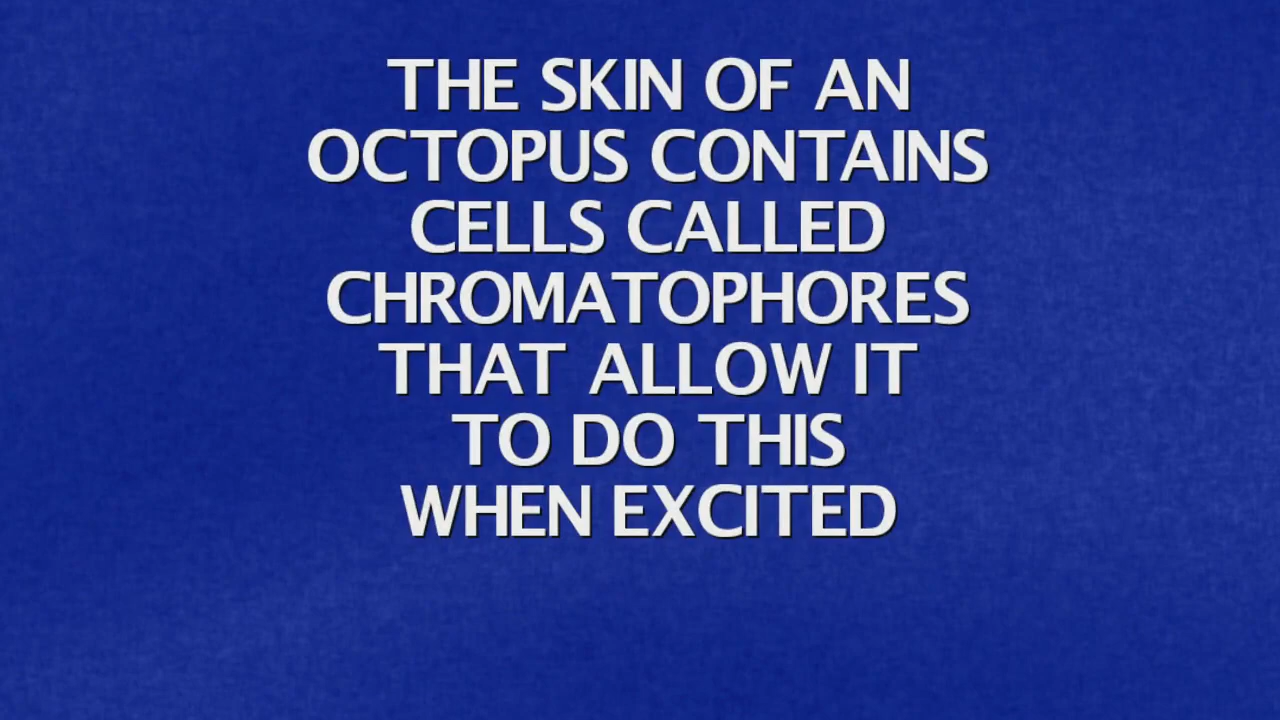 THE SKIN OF AN
OCTOPUS CONTAINS
CELLS CALLED
CHROMATOPHORES
THAT ALLOW IT
TO DO THIS
WHEN EXCITED